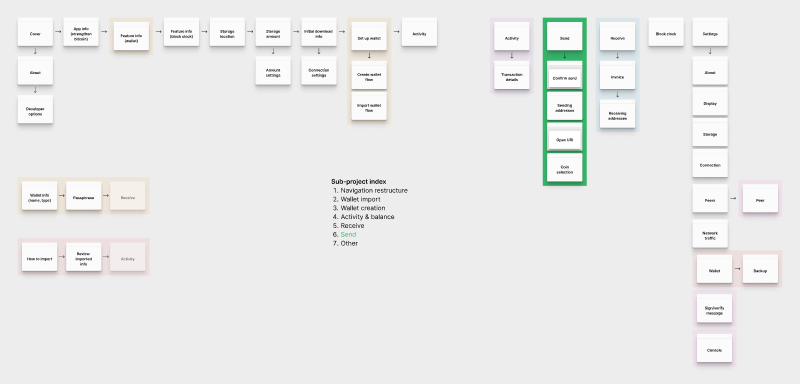 Cover
App info
(strengthen
bitcoin)
Feature info
(wallet)
Feature info
(block clock)
Storage
location
Storage
amount
Initial download
info
Set up wallet
Activity
About
Amount
settings
Connection
settings
Create wallet
flow
Developer
options
Import wallet
flow
Activity
Send
Receive
Block clock
Settings
Transaction
details
Confirm send
Invoice
About
Sending
addresses
Receiving
addresses
Display
Open URI
Storage
Coin
selection
Connection
Peers
Peer
Network
traffic
Wallet
Backup
Sign/verify
message
Console
Wallet info
(name, type)
Passphrase
Receive
How to import
Review
imported
info
Activity
Sub-project index
1. Navigation restructure
2. Wallet import
3. Wallet creation
4. Activity & balance
5. Receive
6. Send
7. Other